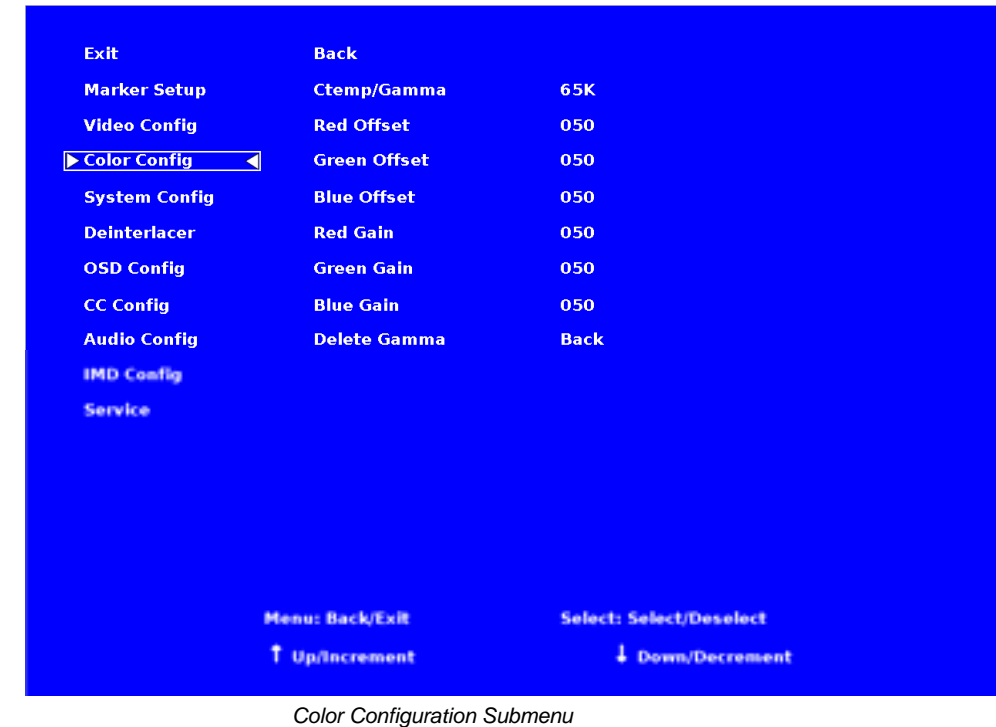 Exit Back
Marker Setup Ctemp/Gamma 65K
Video Config Red Offset 050
Color Config Green Offset 050
System Config Blue Offset 050
Deinterlacer Red Gain 050
OSD Config Green Gain 050
CC Config Blue Gain 050
Audio Config Delete Gamma Back
IMD Config
Service
Menu: Back/Exit Select: Select/Deselect
↑ Up/Increment ↓ Down/Decrement
Color Configuration Submenu